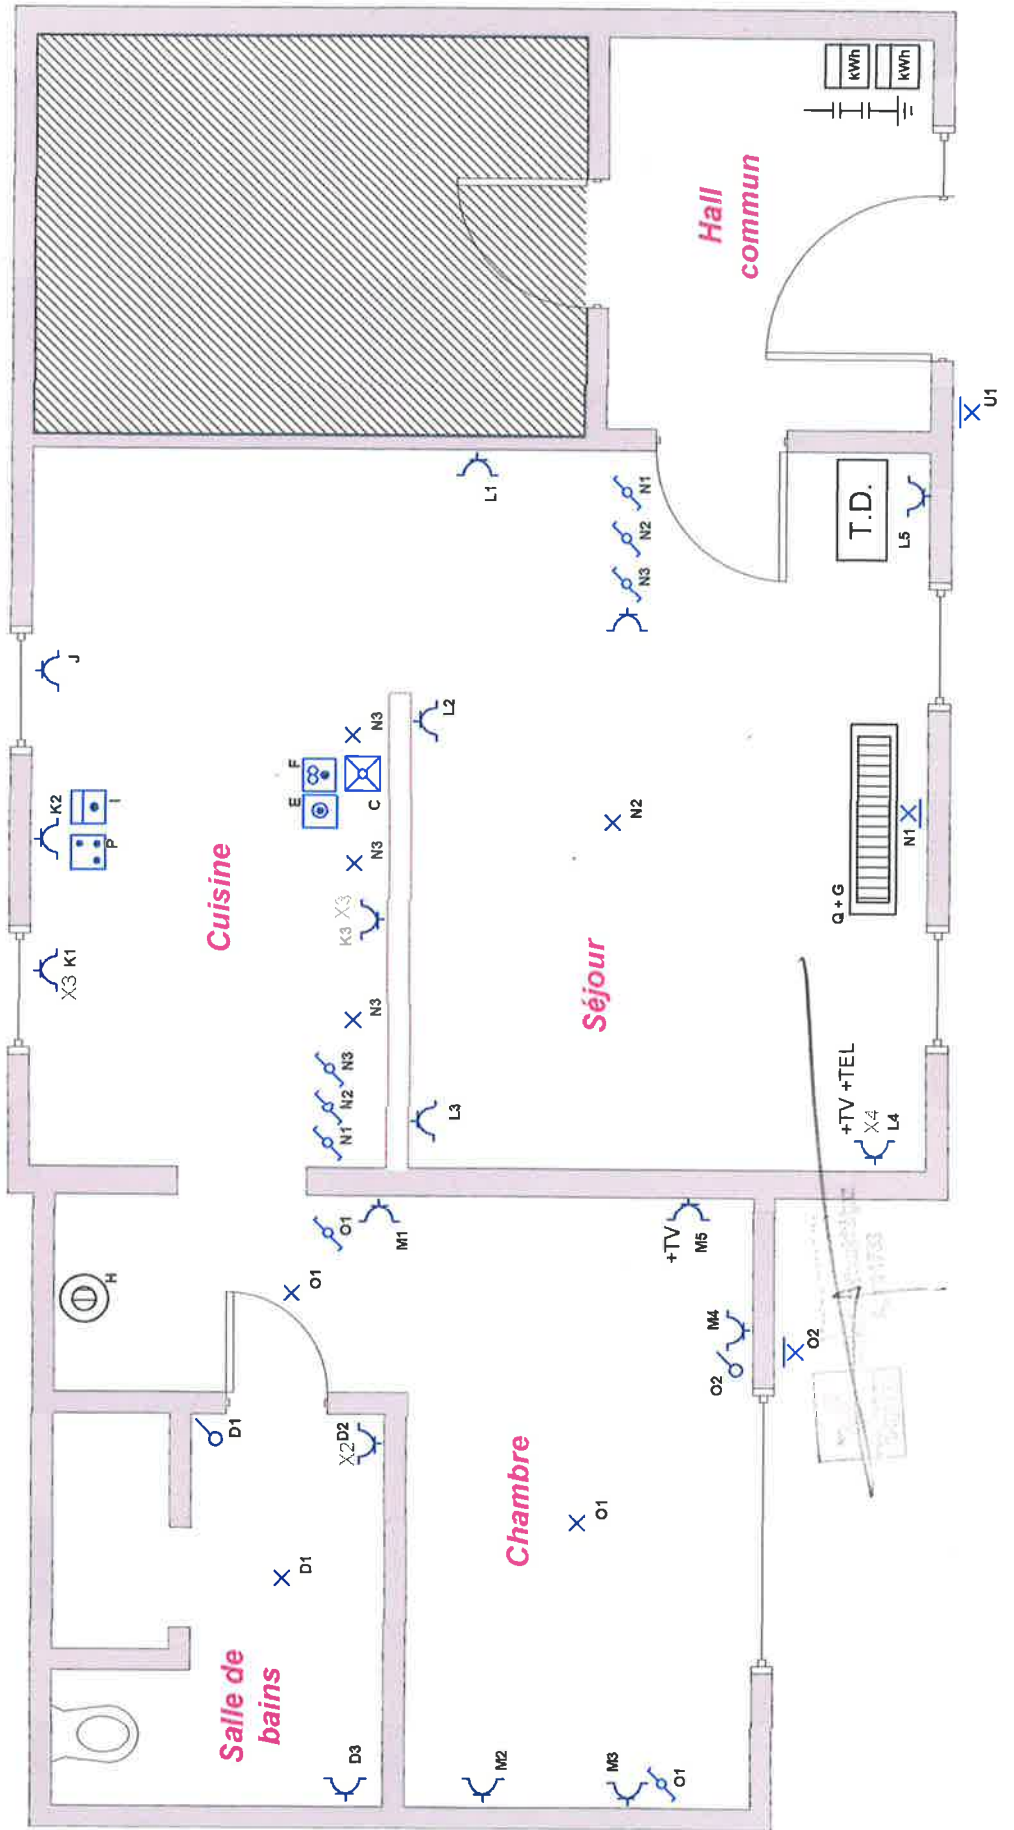 Hall
commun
kWh
kWh
U1
L1
N1
N2
N3
T.D.
L5
J
K2
I
P
K1
X3
Cuisine
F
E
C
N3
N3
N3
K3 X3
L2
L3
N1
N2
N3
Séjour
N2
Q + G
N1
+TV +TEL
X4
L4
H
O1
O1
M1
+TV
M5
M4
O2
O2
D1
X2 D2
D1
Salle de
bains
D3
Chambre
O1
M2
M3
O1